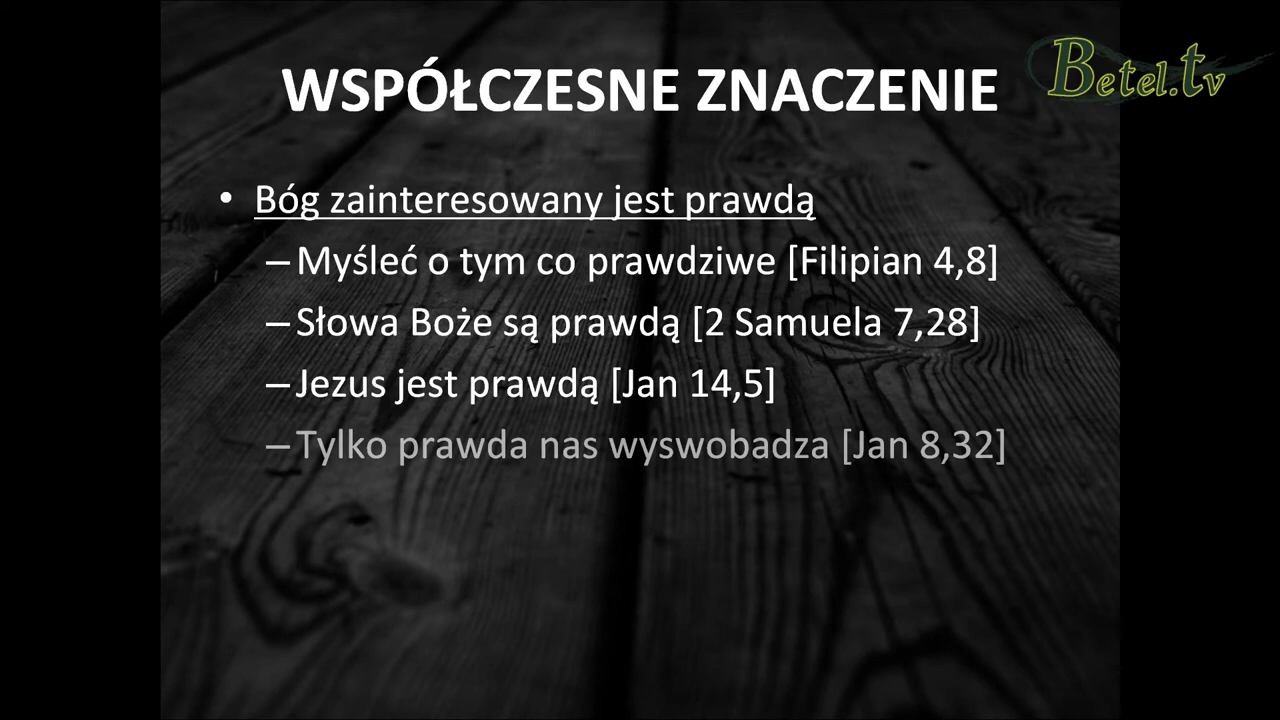 WSPÓŁCZESNE ZNACZENIE
Betel.tv
• Bóg zainteresowany jest prawdą
– Myśleć o tym co prawdziwe [Filipian 4,8]
– Słowa Boże są prawdą [2 Samuela 7,28]
– Jezus jest prawdą [Jan 14,5]
– Tylko prawda nas wyswobadza [Jan 8,32]